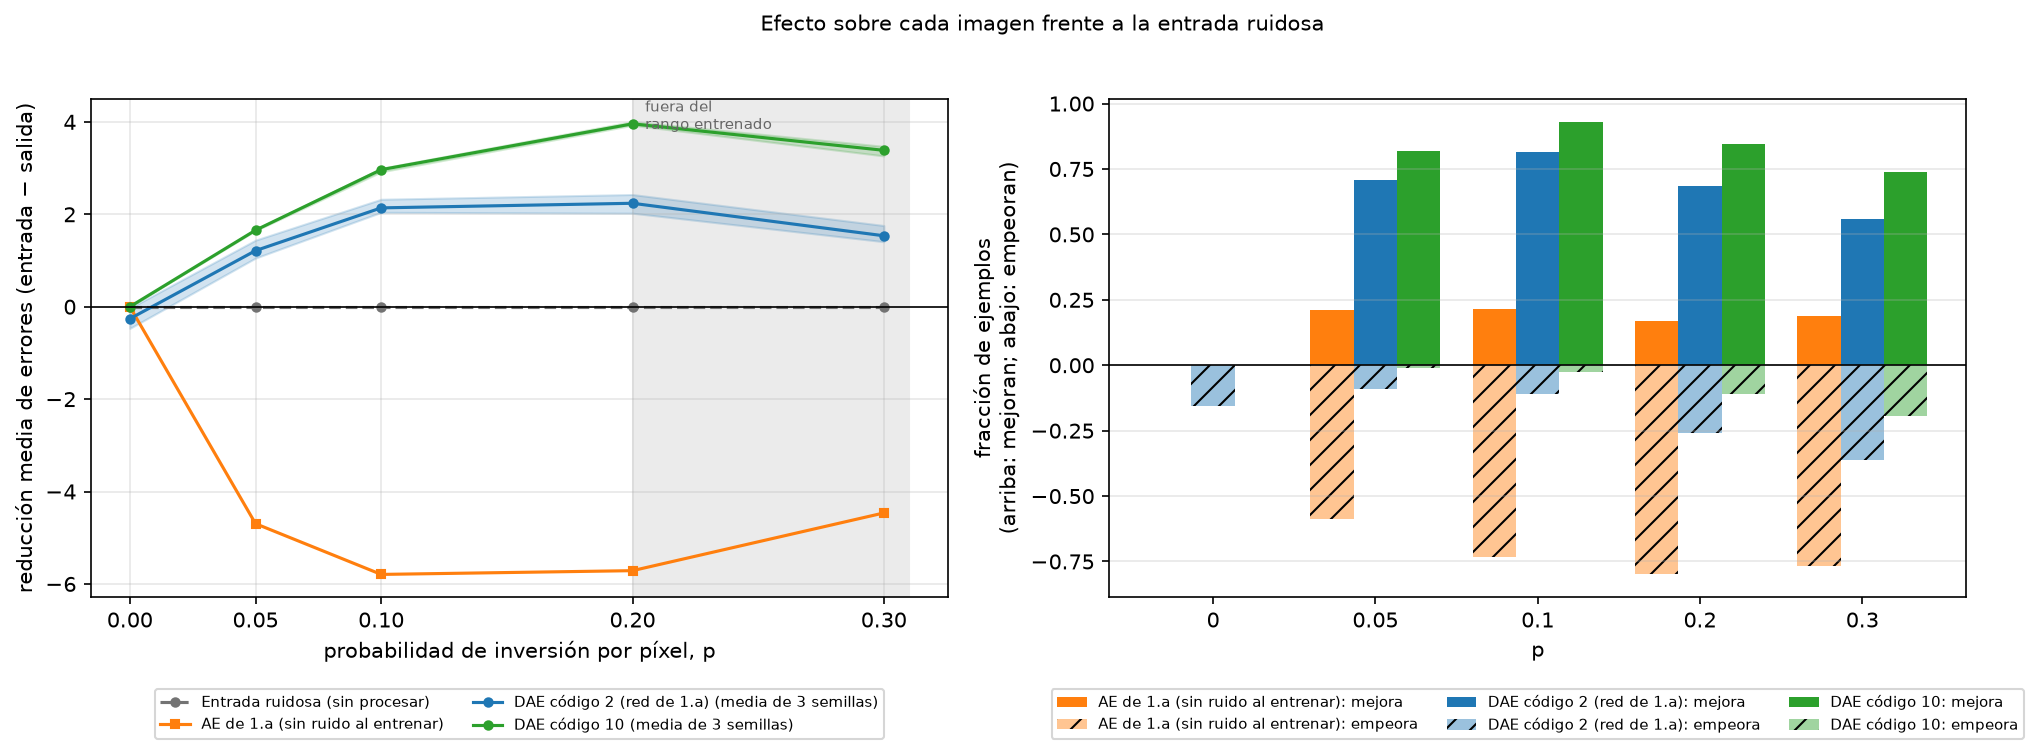 Efecto sobre cada imagen frente a la entrada ruidosa
reducción media de errores (entrada − salida)
4
2
0
−2
−4
−6
fuera del
rango entrenado
0.00
0.05
0.10
0.20
0.30
probabilidad de inversión por píxel, p
Entrada ruidosa (sin procesar)
AE de 1.a (sin ruido al entrenar)
DAE código 2 (red de 1.a) (media de 3 semillas)
DAE código 10 (media de 3 semillas)
fracción de ejemplos
(arriba: mejoran; abajo: empeoran)
1.00
0.75
0.50
0.25
0.00
−0.25
−0.50
−0.75
0
0.05
0.1
0.2
0.3
p
AE de 1.a (sin ruido al entrenar): mejora
AE de 1.a (sin ruido al entrenar): empeora
DAE código 2 (red de 1.a): mejora
DAE código 2 (red de 1.a): empeora
DAE código 10: mejora
DAE código 10: empeora